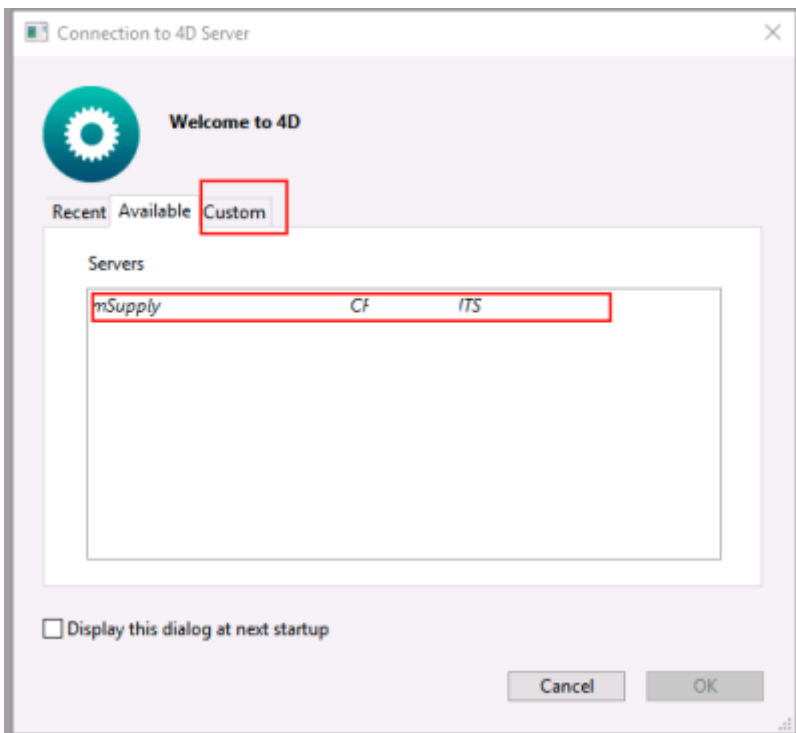 Connection to 4D Server
Welcome to 4D
Recent Available Custom
Servers
mSupply
Display this dialog at next startup
Cancel OK